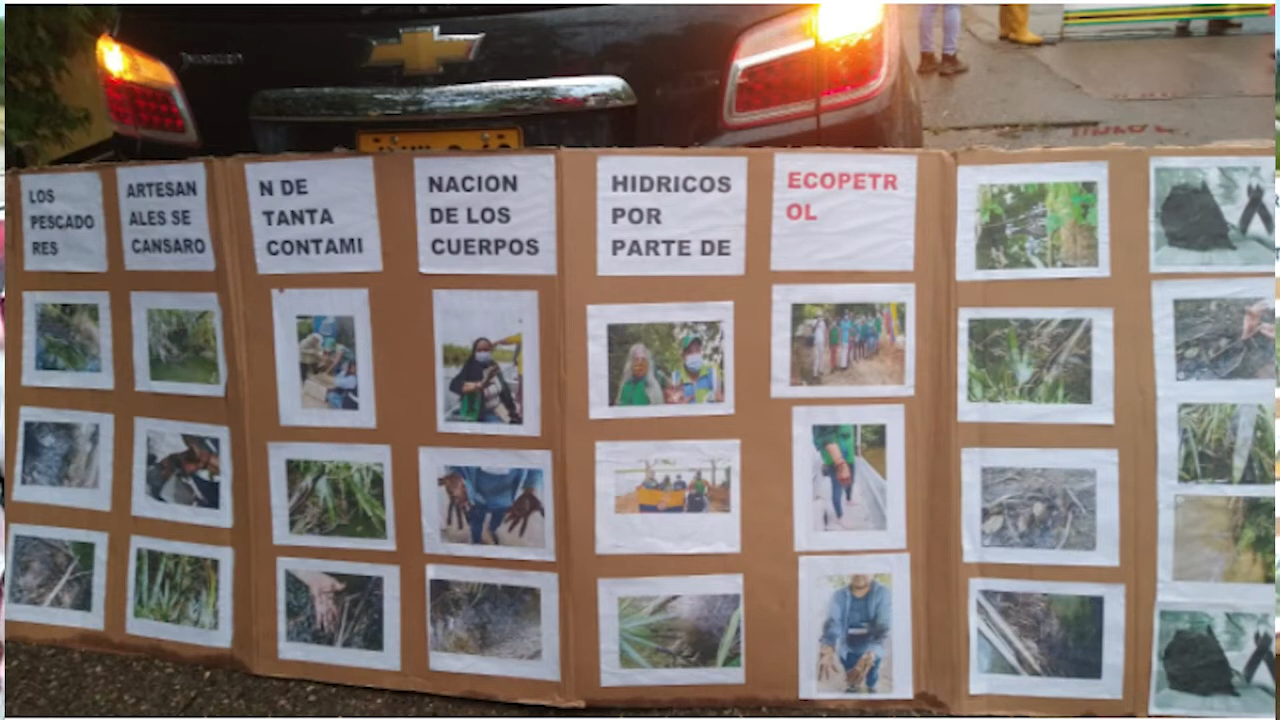 LOS
PESCADO
RES
ARTESAN
ALES SE
CANSARO
N DE
TANTA
CONTAMI
NACION
DE LOS
CUERPOS
HIDRICOS
POR
PARTE DE
ECOPETR
OL